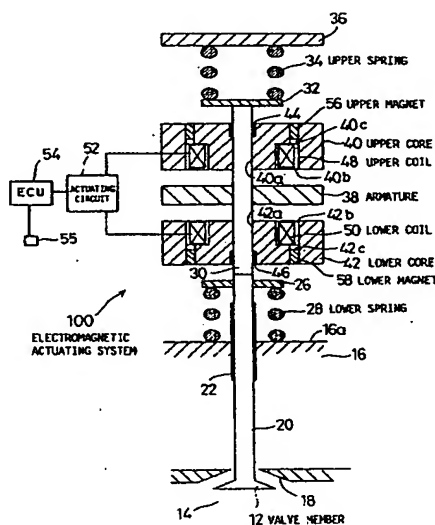 36
34 UPPER SPRING
32
44
56 UPPER MAGNET
40c
40 UPPER CORE
48 UPPER COIL
40b
40a
38 ARMATURE
42a
42b
50 LOWER COIL
42c
42 LOWER CORE
58 LOWER MAGNET
30
46
26
28 LOWER SPRING
16a
16
22
20
18
14
12 VALVE MEMBER
54
52
ECU
ACTUATING
CIRCUIT
55
100
ELECTROMAGNETIC
ACTUATING SYSTEM